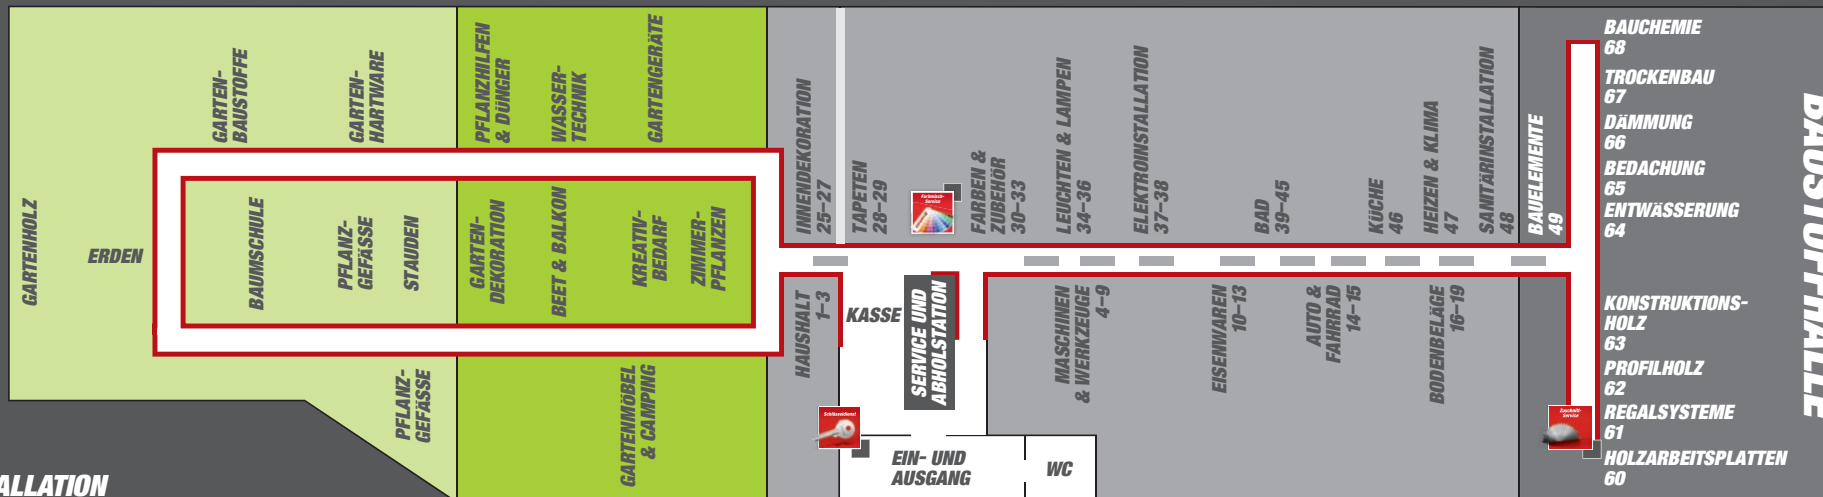 GARTENHOLZ
ERDEN
GARTEN-
BAUSTOFFE
GARTEN-
HARTWARE
BAUMSCHULE
PFLANZ-
GEFÄSSE
STAUDEN
PFLANZ-
GEFÄSSE
PFLANZHILFEN
& DÜNGER
WASSER-
TECHNIK
GARTENGERÄTE
GARTEN-
DEKORATION
BEET & BALKON
KREATIV-
BEDARF
ZIMMER-
PFLANZEN
GARTENMÖBEL
& CAMPING
INNENDEKORATION
25–27
TAPETEN
28–29
Farbmisch-
Service
FARBEN &
ZUBEHÖR
30–33
LEUCHTEN & LAMPEN
34–36
ELEKTROINSTALLATION
37–38
BAD
39–45
KÜCHE
46
HEIZEN & KLIMA
47
SANITÄRINSTALLATION
48
BAUELEMENTE
49
HAUSHALT
1–3
KASSE
SERVICE UND
ABHOLSTATION
Schlüsseldienst
EIN- UND
AUSGANG
WC
MASCHINEN
& WERKZEUGE
4–9
EISENWAREN
10–13
AUTO &
FAHRRAD
14–15
BODENBELÄGE
16–19
Zuschnitt-
Service
BAUCHEMIE
68
TROCKENBAU
67
DÄMMUNG
66
BEDACHUNG
65
ENTWÄSSERUNG
64
KONSTRUKTIONS-
HOLZ
63
PROFILHOLZ
62
REGALSYSTEME
61
HOLZARBEITSPLATTEN
60
BAUSTOFFHALLE
ALLATION